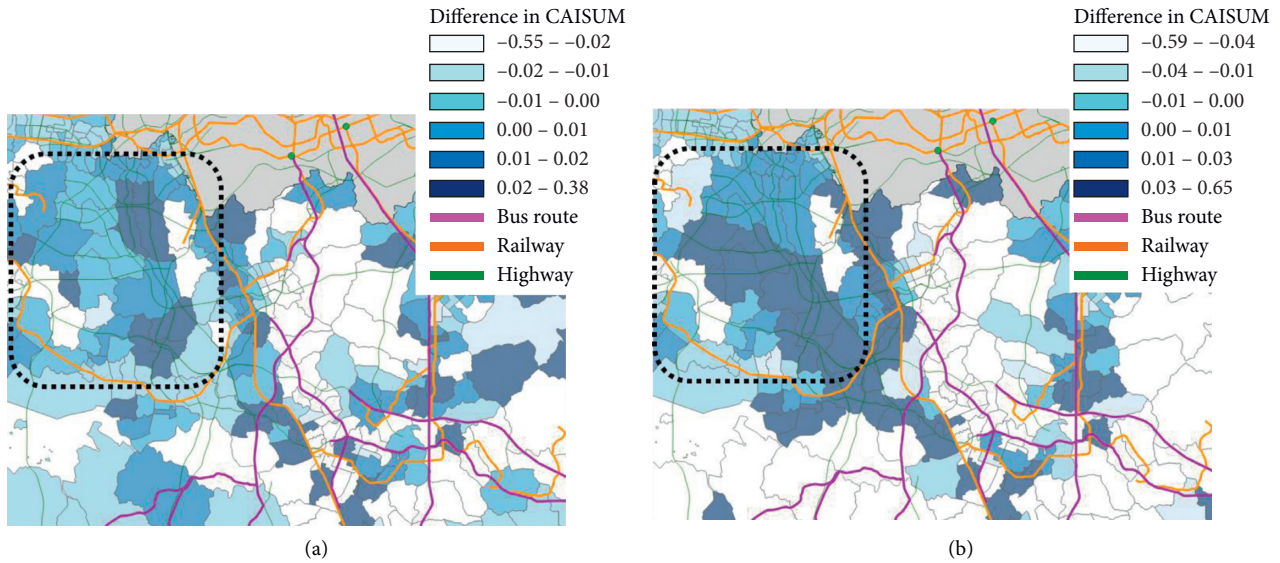 Difference in CAISUM
–0.55 – –0.02
–0.02 – –0.01
–0.01 – 0.00
0.00 – 0.01
0.01 – 0.02
0.02 – 0.38
Bus route
Railway
Highway
(a)
Difference in CAISUM
–0.59 – –0.04
–0.04 – –0.01
–0.01 – 0.00
0.00 – 0.01
0.01 – 0.03
0.03 – 0.65
Bus route
Railway
Highway
(b)